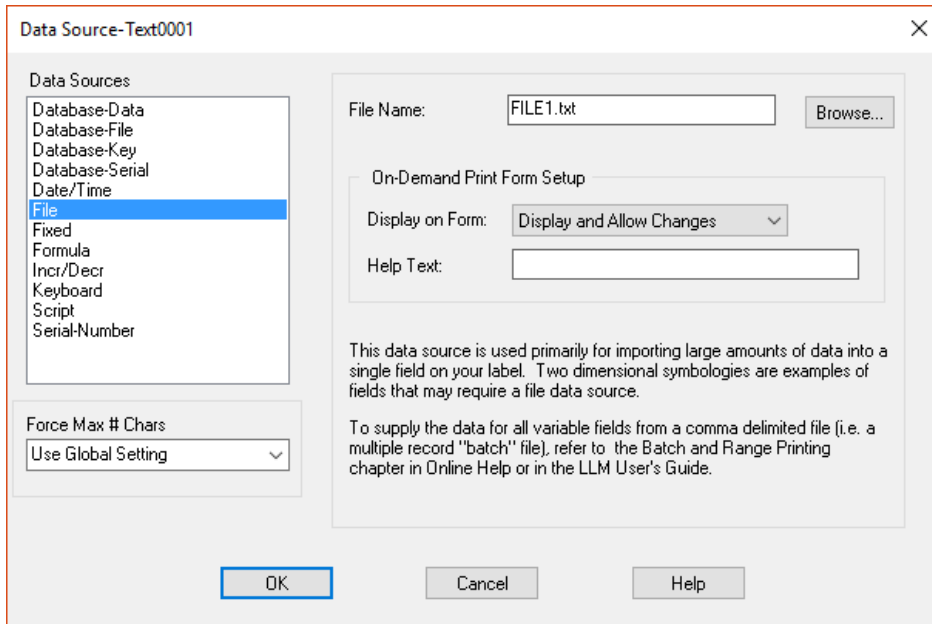 Data Source-Text0001
Data Sources
Database-Data
Database-File
Database-Key
Database-Serial
Date/Time
File
Fixed
Formula
Incr/Decr
Keyboard
Script
Serial-Number
Force Max # Chars
Use Global Setting
File Name:
FILE1.txt
Browse...
On-Demand Print Form Setup
Display on Form:
Display and Allow Changes
Help Text:
This data source is used primarily for importing large amounts of data into a
single field on your label.  Two dimensional symbologies are examples of
fields that may require a file data source.
To supply the data for all variable fields from a comma delimited file (i.e. a
multiple record "batch" file), refer to  the Batch and Range Printing
chapter in Online Help or in the LLM User's Guide.
OK
Cancel
Help